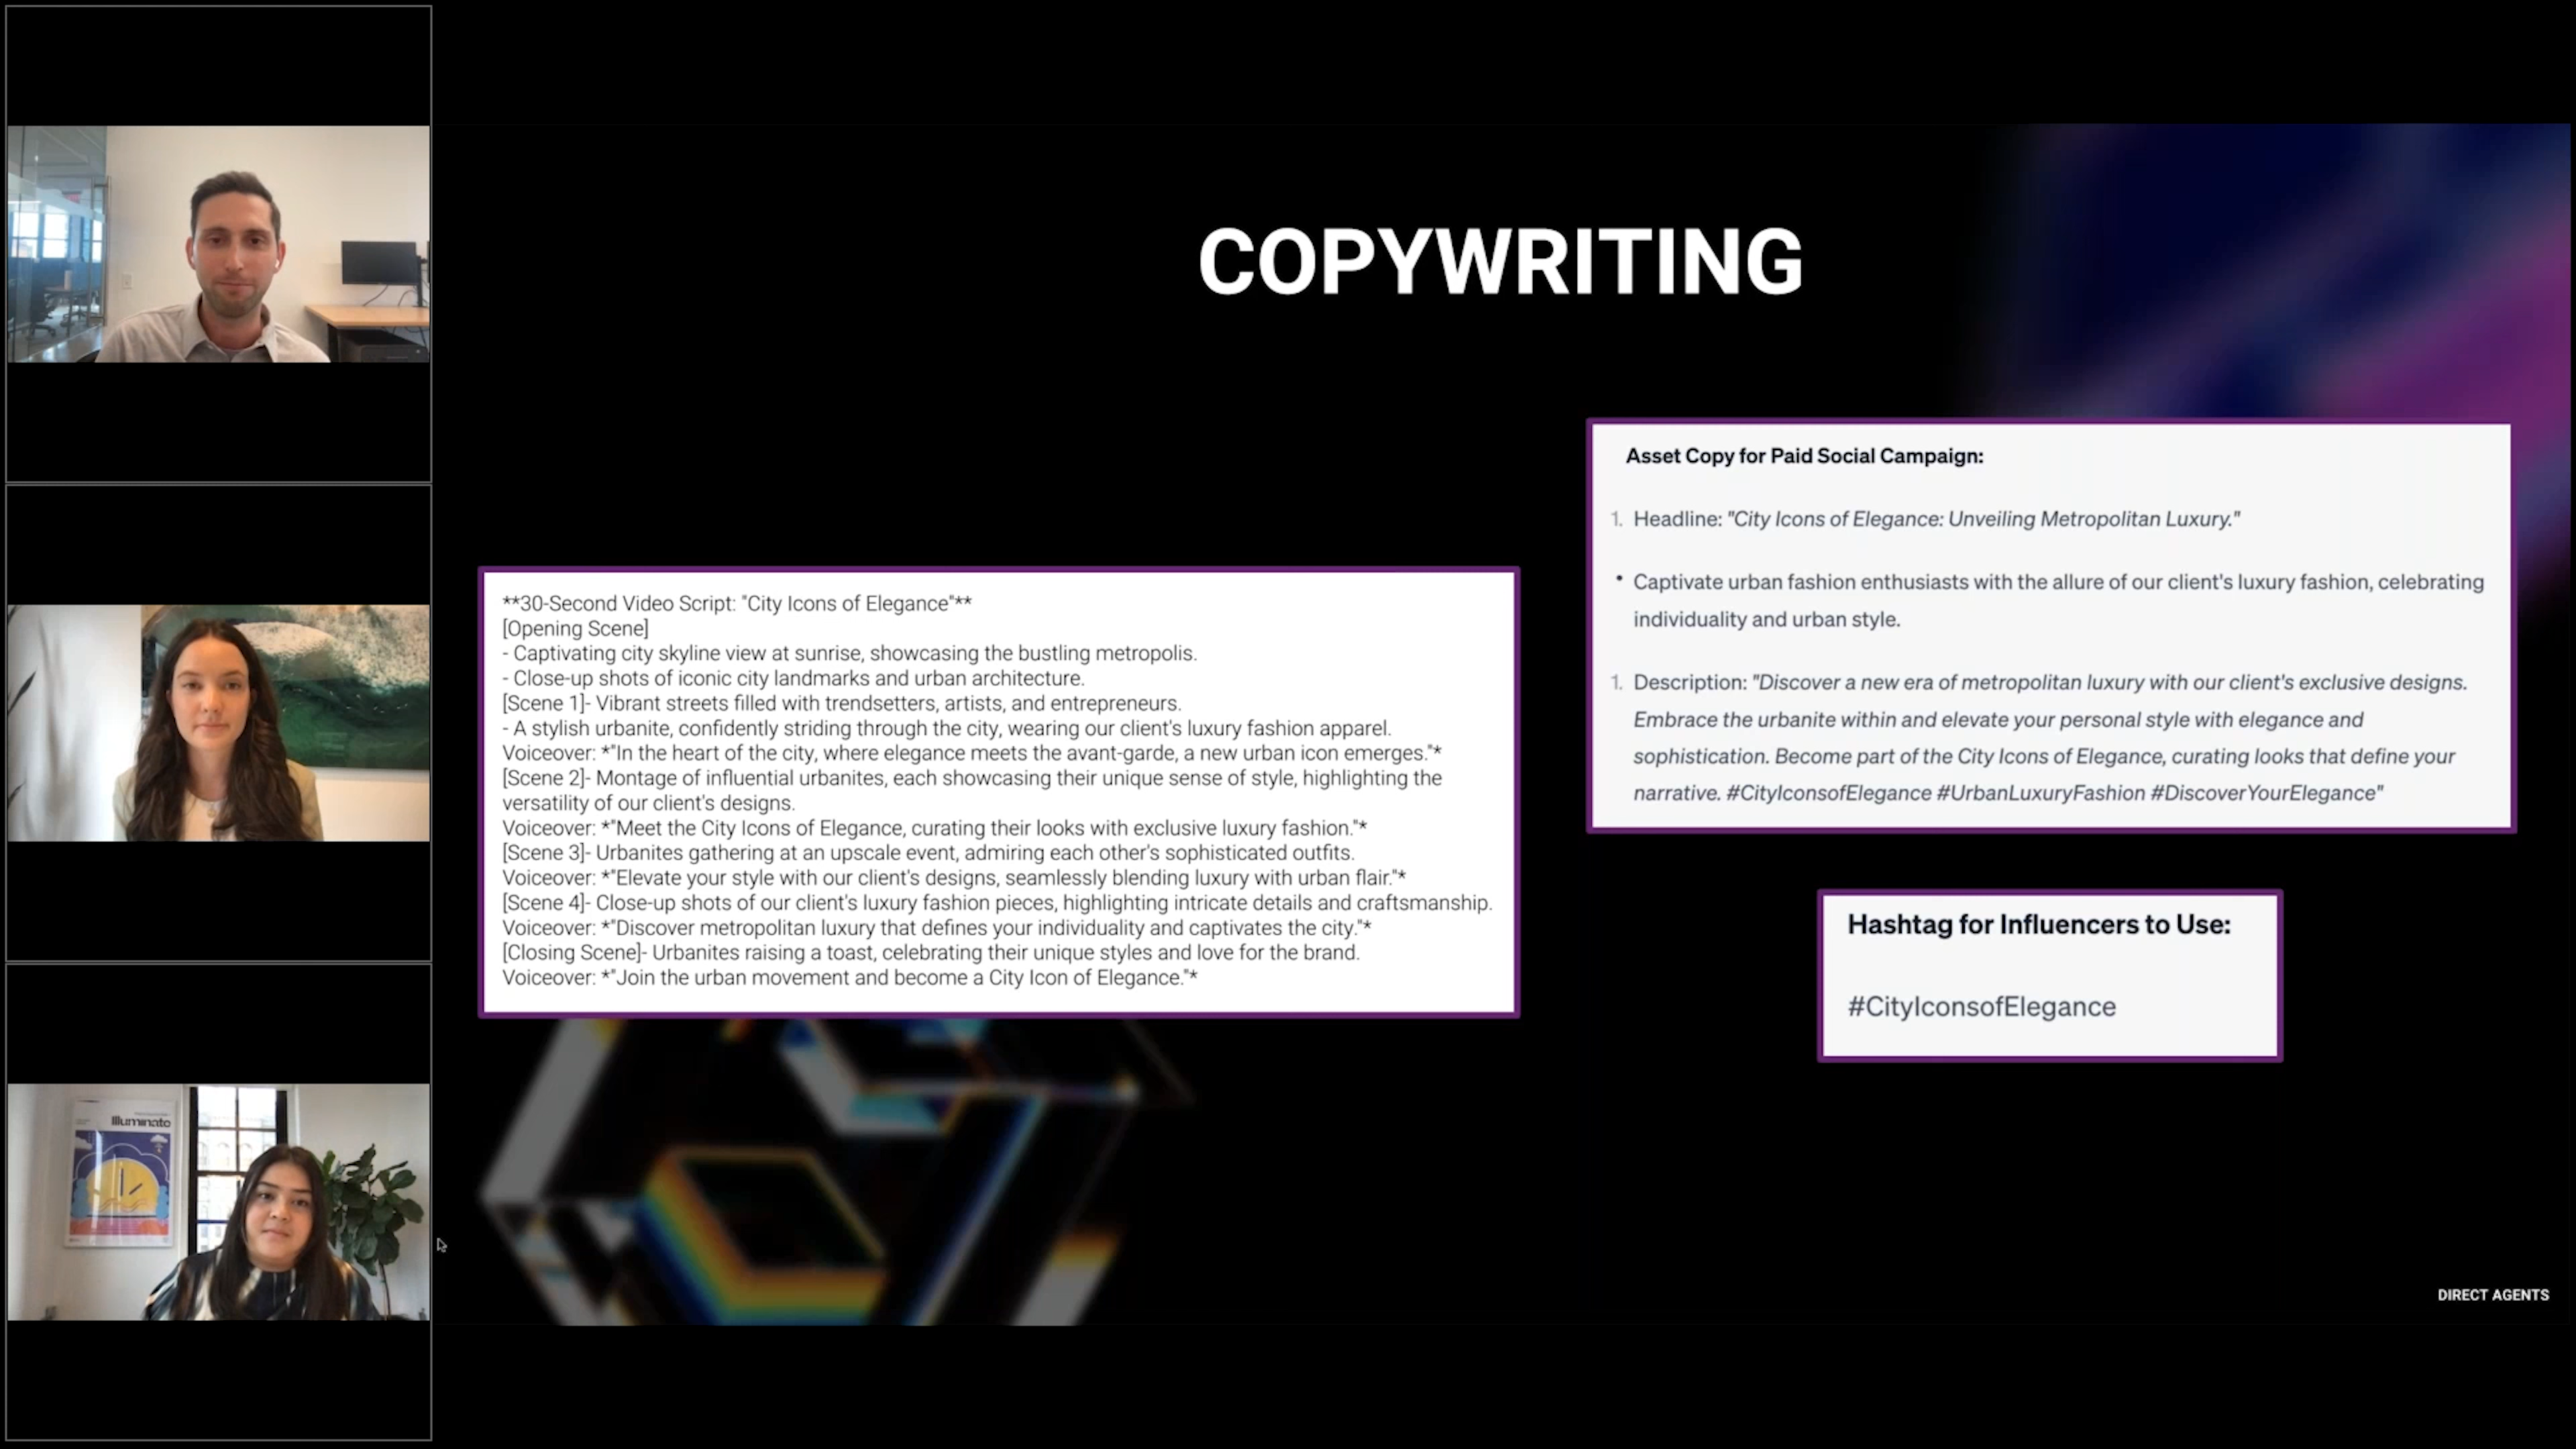 COPYWRITING
**30-Second Video Script: "City Icons of Elegance"**
[Opening Scene]
- Captivating city skyline view at sunrise, showcasing the bustling metropolis.
- Close-up shots of iconic city landmarks and urban architecture.
[Scene 1]- Vibrant streets filled with trendsetters, artists, and entrepreneurs.
- A stylish urbanite, confidently striding through the city, wearing our client's luxury fashion apparel.
Voiceover: *"In the heart of the city, where elegance meets the avant-garde, a new urban icon emerges."*
[Scene 2]- Montage of influential urbanites, each showcasing their unique sense of style, highlighting the
versatility of our client's designs.
Voiceover: *"Meet the City Icons of Elegance, curating their looks with exclusive luxury fashion."*
[Scene 3]- Urbanites gathering at an upscale event, admiring each other's sophisticated outfits.
Voiceover: *"Elevate your style with our client's designs, seamlessly blending luxury with urban flair."*
[Scene 4]- Close-up shots of our client's luxury fashion pieces, highlighting intricate details and craftsmanship.
Voiceover: *"Discover metropolitan luxury that defines your individuality and captivates the city."*
[Closing Scene]- Urbanites raising a toast, celebrating their unique styles and love for the brand.
Voiceover: *"Join the urban movement and become a City Icon of Elegance."*
Asset Copy for Paid Social Campaign:
1. Headline: "City Icons of Elegance: Unveiling Metropolitan Luxury."
• Captivate urban fashion enthusiasts with the allure of our client's luxury fashion, celebrating
individuality and urban style.
1. Description: "Discover a new era of metropolitan luxury with our client's exclusive designs.
Embrace the urbanite within and elevate your personal style with elegance and
sophistication. Become part of the City Icons of Elegance, curating looks that define your
narrative. #CityIconsofElegance #UrbanLuxuryFashion #DiscoverYourElegance"
Hashtag for Influencers to Use:
#CityIconsofElegance
Illuminato
DIRECT AGENTS